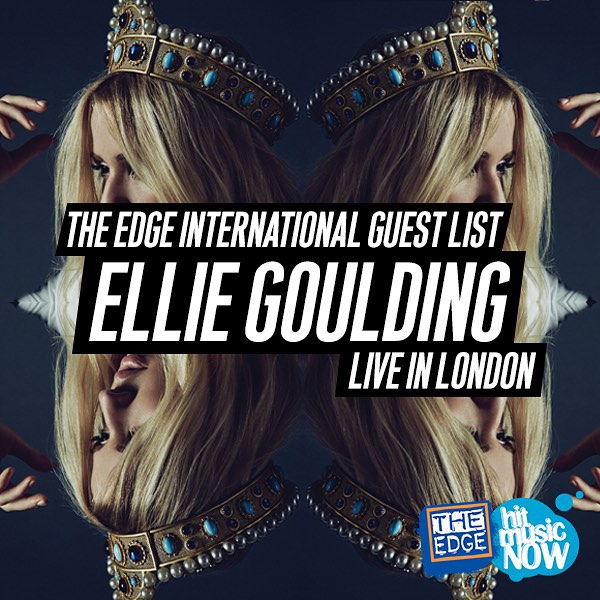 THE EDGE INTERNATIONAL GUEST LIST
ELLIE GOULDING
LIVE IN LONDON
THE
EDGE
hit
music
NOW